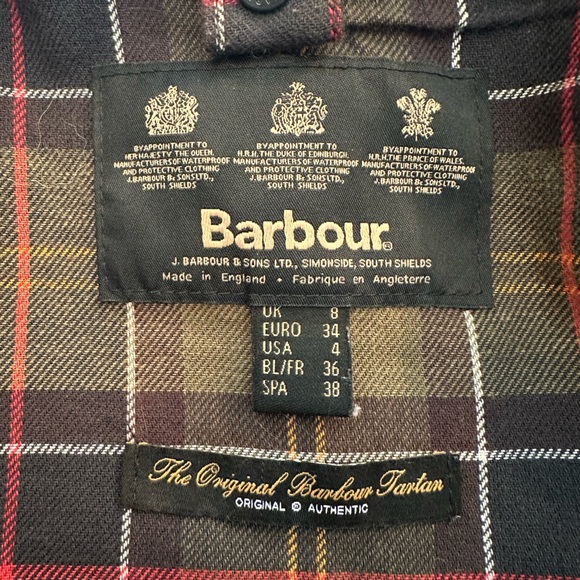 BY APPOINTMENT TO
HER MAJESTY THE QUEEN.
MANUFACTURERS OF WATERPROOF
AND PROTECTIVE CLOTHING
J. BARBOUR & SONS LTD.,
SOUTH SHIELDS
BY APPOINTMENT TO
H.R.H. THE DUKE OF EDINBURGH.
MANUFACTURERS OF WATERPROOF
AND PROTECTIVE CLOTHING
J. BARBOUR & SONS LTD.,
SOUTH SHIELDS
BY APPOINTMENT TO
H.R.H. THE PRINCE OF WALES.
MANUFACTURERS OF WATERPROOF
AND PROTECTIVE CLOTHING
J. BARBOUR & SONS LTD.,
SOUTH SHIELDS
Barbour®
J. BARBOUR & SONS LTD., SIMONSIDE, SOUTH SHIELDS
Made in England • Fabrique en Angleterre
UK 8
EURO 34
USA 4
BL/FR 36
SPA 38
The Original Barbour Tartan
ORIGINAL © AUTHENTIC